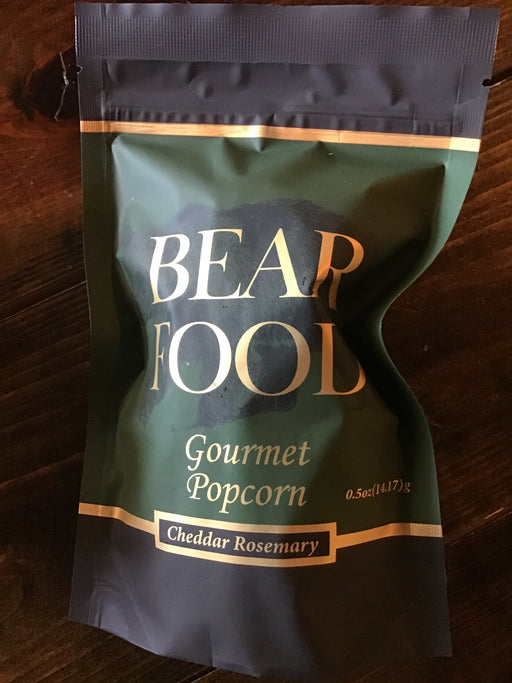 BEAR
FOOD
Gourmet
Popcorn
0.5oz(14.17)g
Cheddar Rosemary